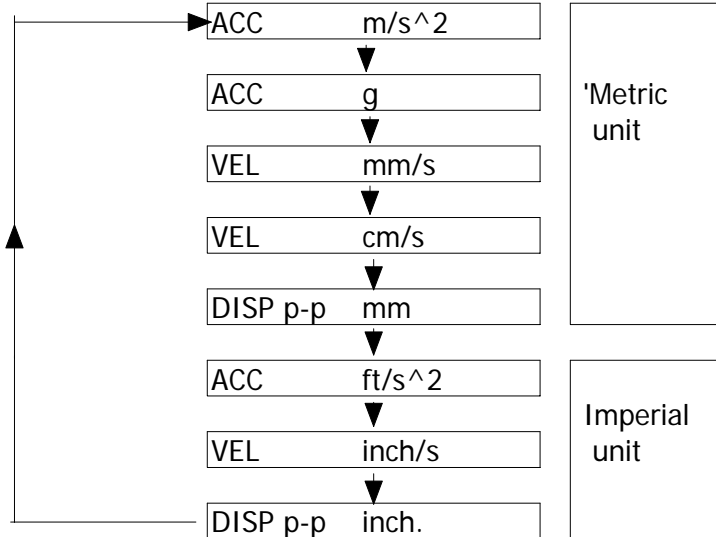 ACC m/s^2
ACC g
'Metric
unit
VEL mm/s
VEL cm/s
DISP p-p mm
ACC ft/s^2
Imperial
unit
VEL inch/s
DISP p-p inch.